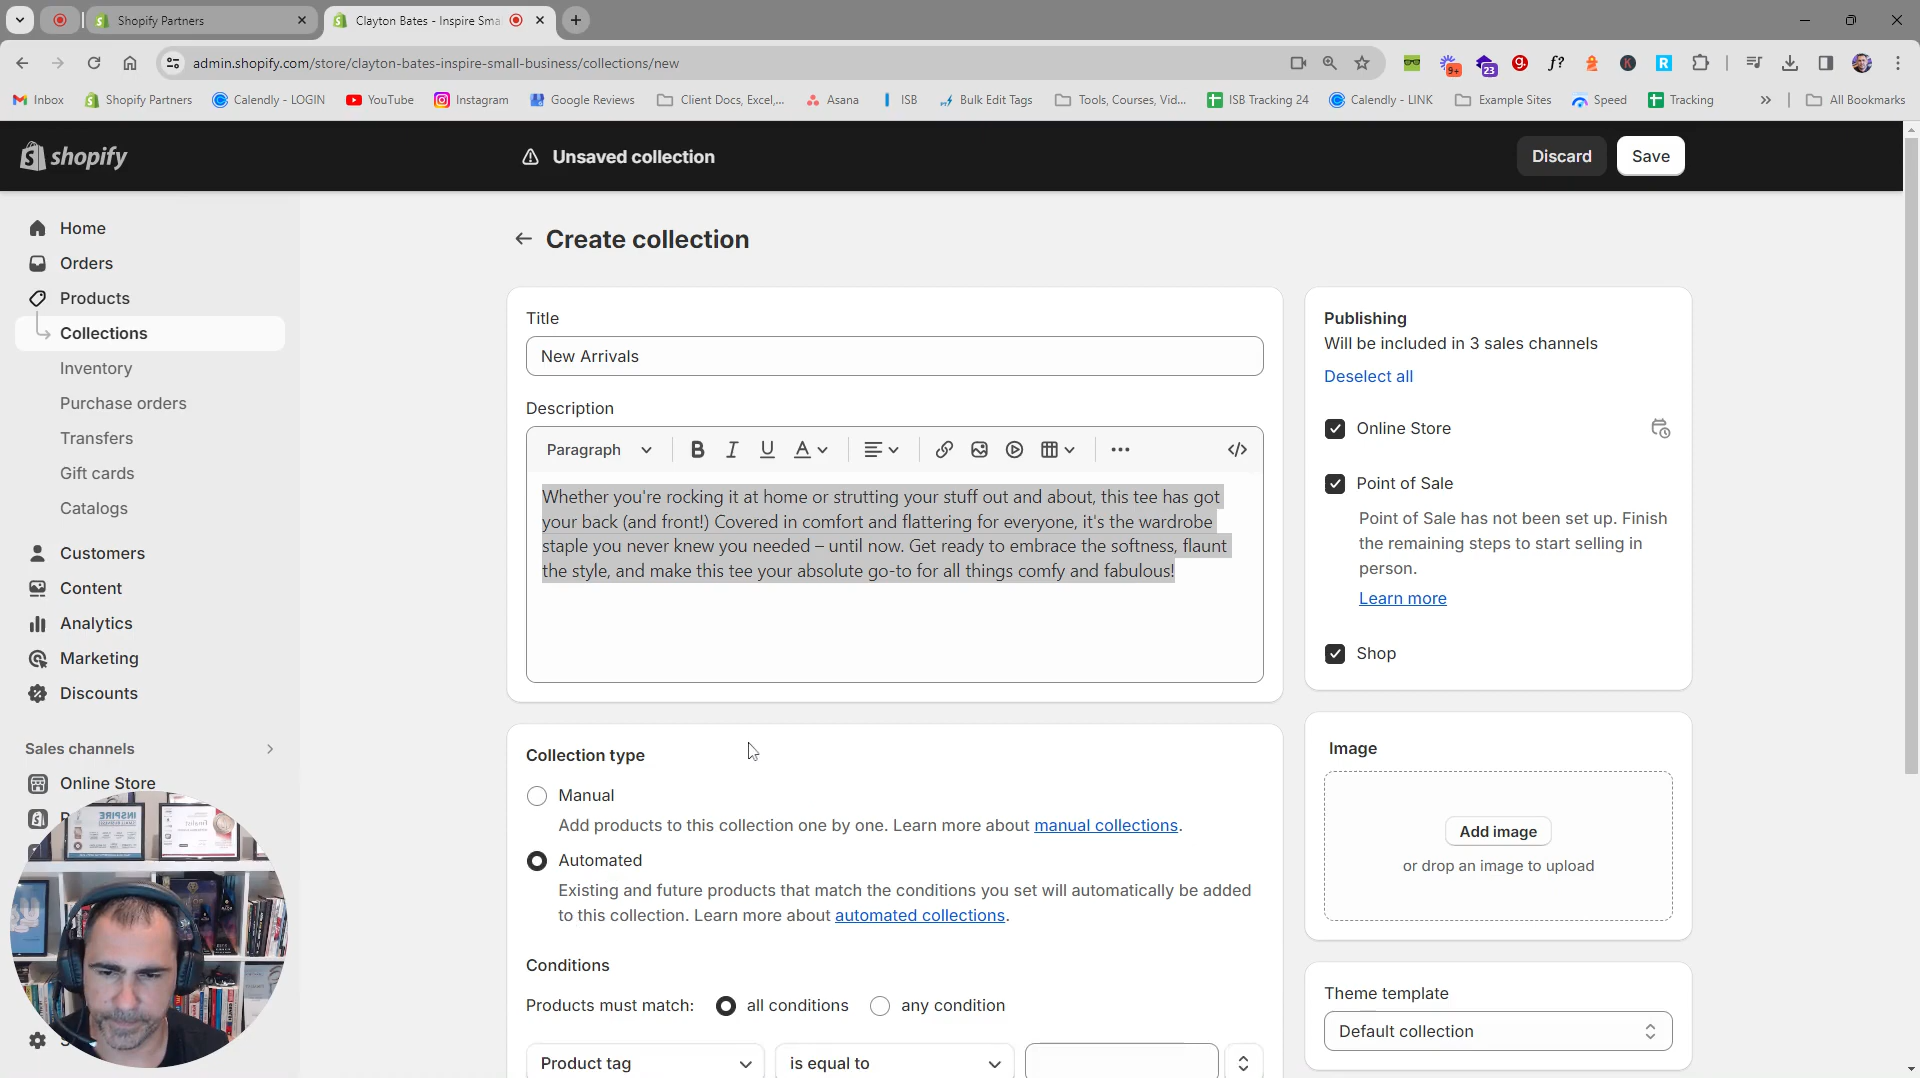 Shopify Partners
Clayton Bates - Inspire Sma
admin.shopify.com/store/clayton-bates-inspire-small-business/collections/new
9+
23
Inbox
Shopify Partners
Calendly - LOGIN
YouTube
Instagram
Google Reviews
Client Docs, Excel,...
Asana
ISB
Bulk Edit Tags
Tools, Courses, Vid...
ISB Tracking 24
Calendly - LINK
Example Sites
Speed
Tracking
All Bookmarks
shopify
Unsaved collection
Discard
Save
Home
Orders
Products
Collections
Inventory
Purchase orders
Transfers
Gift cards
Catalogs
Customers
Content
Analytics
Marketing
Discounts
Sales channels
Online Store
Create collection
Title
New Arrivals
Description
Paragraph
Whether you're rocking it at home or strutting your stuff out and about, this tee has got
your back (and front!) Covered in comfort and flattering for everyone, it's the wardrobe
staple you never knew you needed – until now. Get ready to embrace the softness, flaunt
the style, and make this tee your absolute go-to for all things comfy and fabulous!
Collection type
Manual
Add products to this collection one by one. Learn more about manual collections.
Automated
Existing and future products that match the conditions you set will automatically be added
to this collection. Learn more about automated collections.
Conditions
Products must match: all conditions any condition
Product tag
is equal to
Publishing
Will be included in 3 sales channels
Deselect all
Online Store
Point of Sale
Point of Sale has not been set up. Finish
the remaining steps to start selling in
person.
Learn more
Shop
Image
Add image
or drop an image to upload
Theme template
Default collection